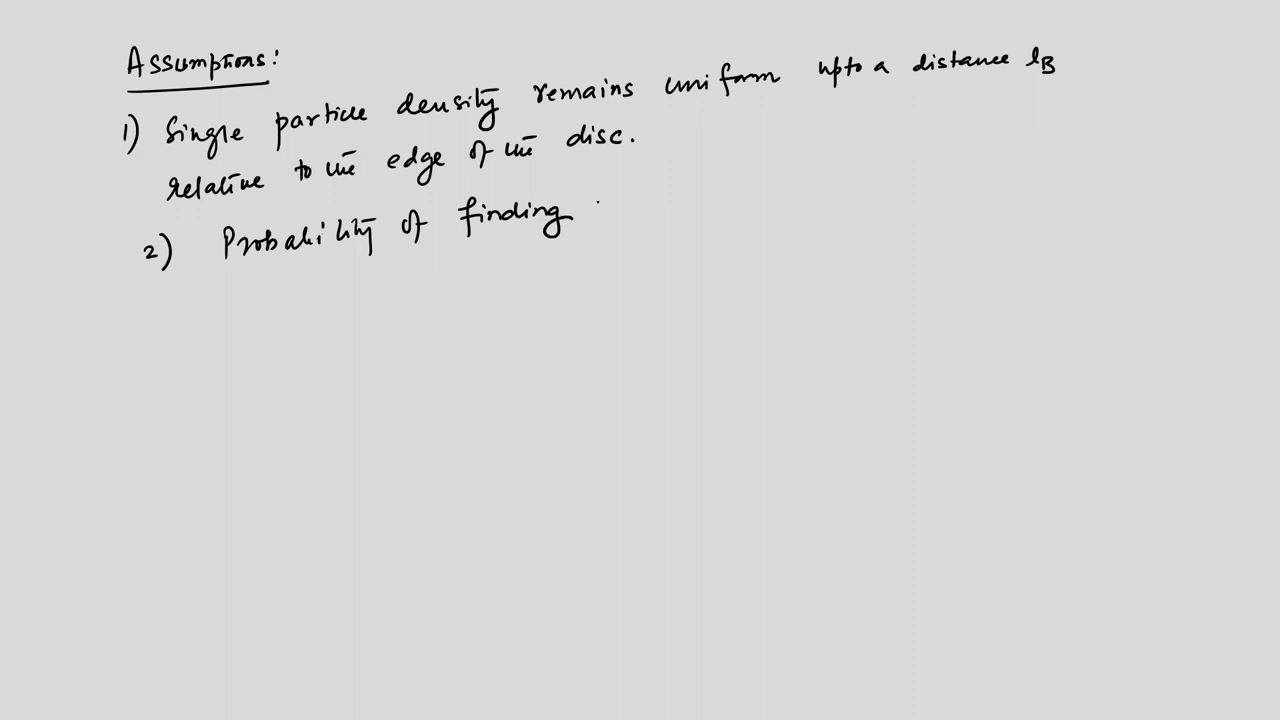 Assumptions:
1) Single particle density remains uniform upto a distance l_B
relative to the edge of the disc.
2) Probability of finding